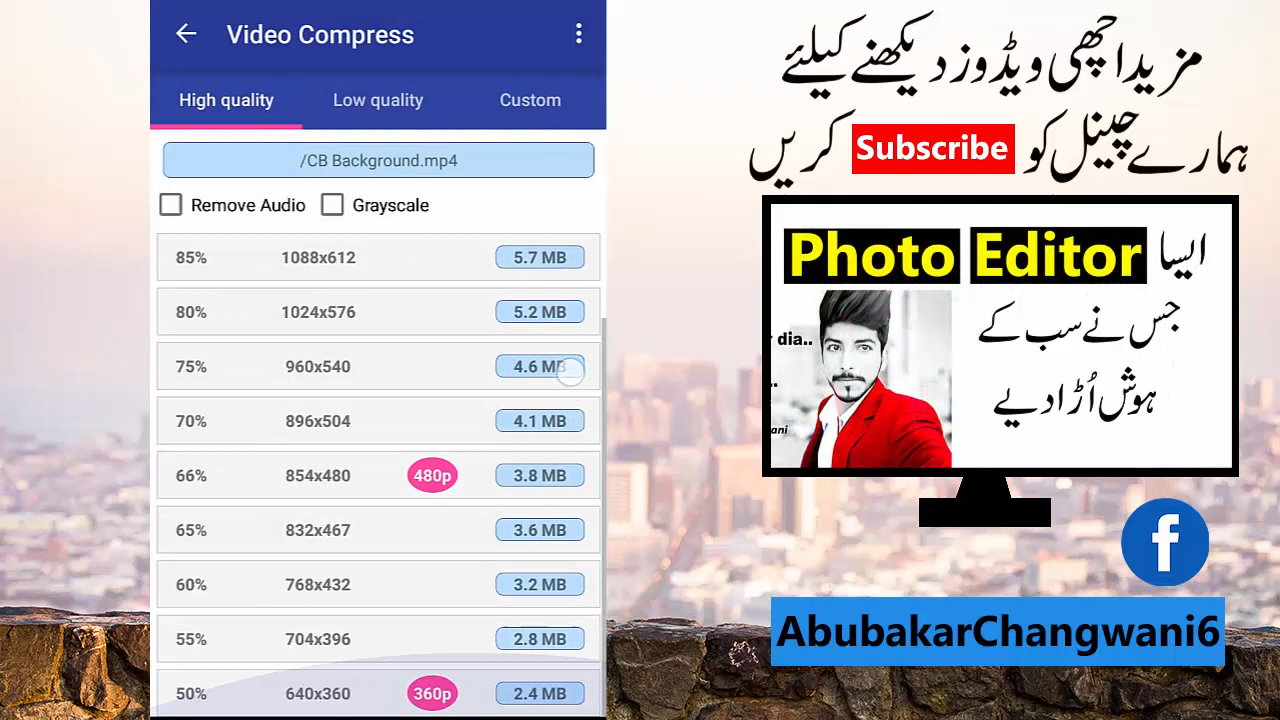 Video Compress
High quality Low quality Custom
/CB Background.mp4
Remove Audio Grayscale
85% 1088x612 5.7 MB
80% 1024x576 5.2 MB
75% 960x540 4.6 MB
70% 896x504 4.1 MB
66% 854x480 480p 3.8 MB
65% 832x467 3.6 MB
60% 768x432 3.2 MB
55% 704x396 2.8 MB
50% 640x360 360p 2.4 MB
مزید اچھی ویڈوز دیکھنے کیلئے
ہمارے چینل کو Subscribe کریں
ایسا Photo Editor
جس نے سب کے
ہوش اُڑا دیے
dia..
ani
AbubakarChangwani6